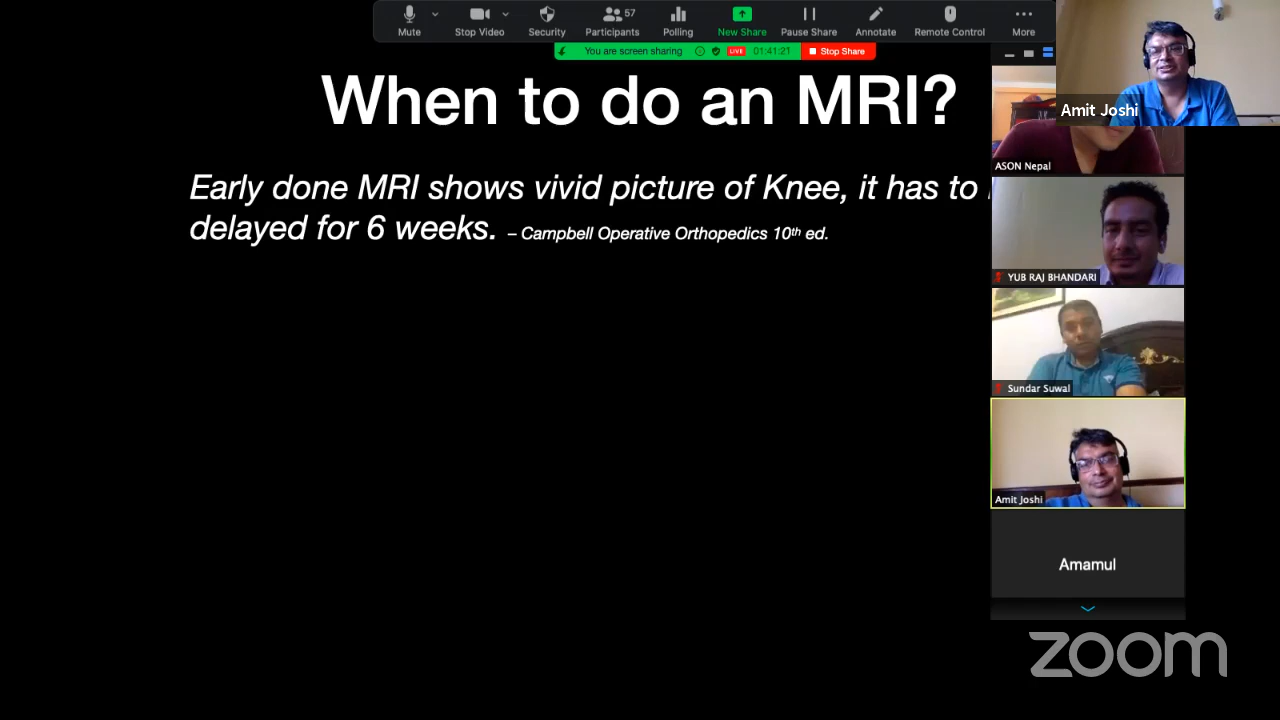 Mute
Stop Video
Security
57
Participants
Polling
New Share
Pause Share
Annotate
Remote Control
More
You are screen sharing
LIVE
01:41:21
Stop Share
When to do an MRI?
Early done MRI shows vivid picture of Knee, it has to
delayed for 6 weeks. – Campbell Operative Orthopedics 10th ed.
Amit Joshi
ASON Nepal
YUB RAJ BHANDARI
Sundar Suwal
Amit Joshi
Amamul
zoom